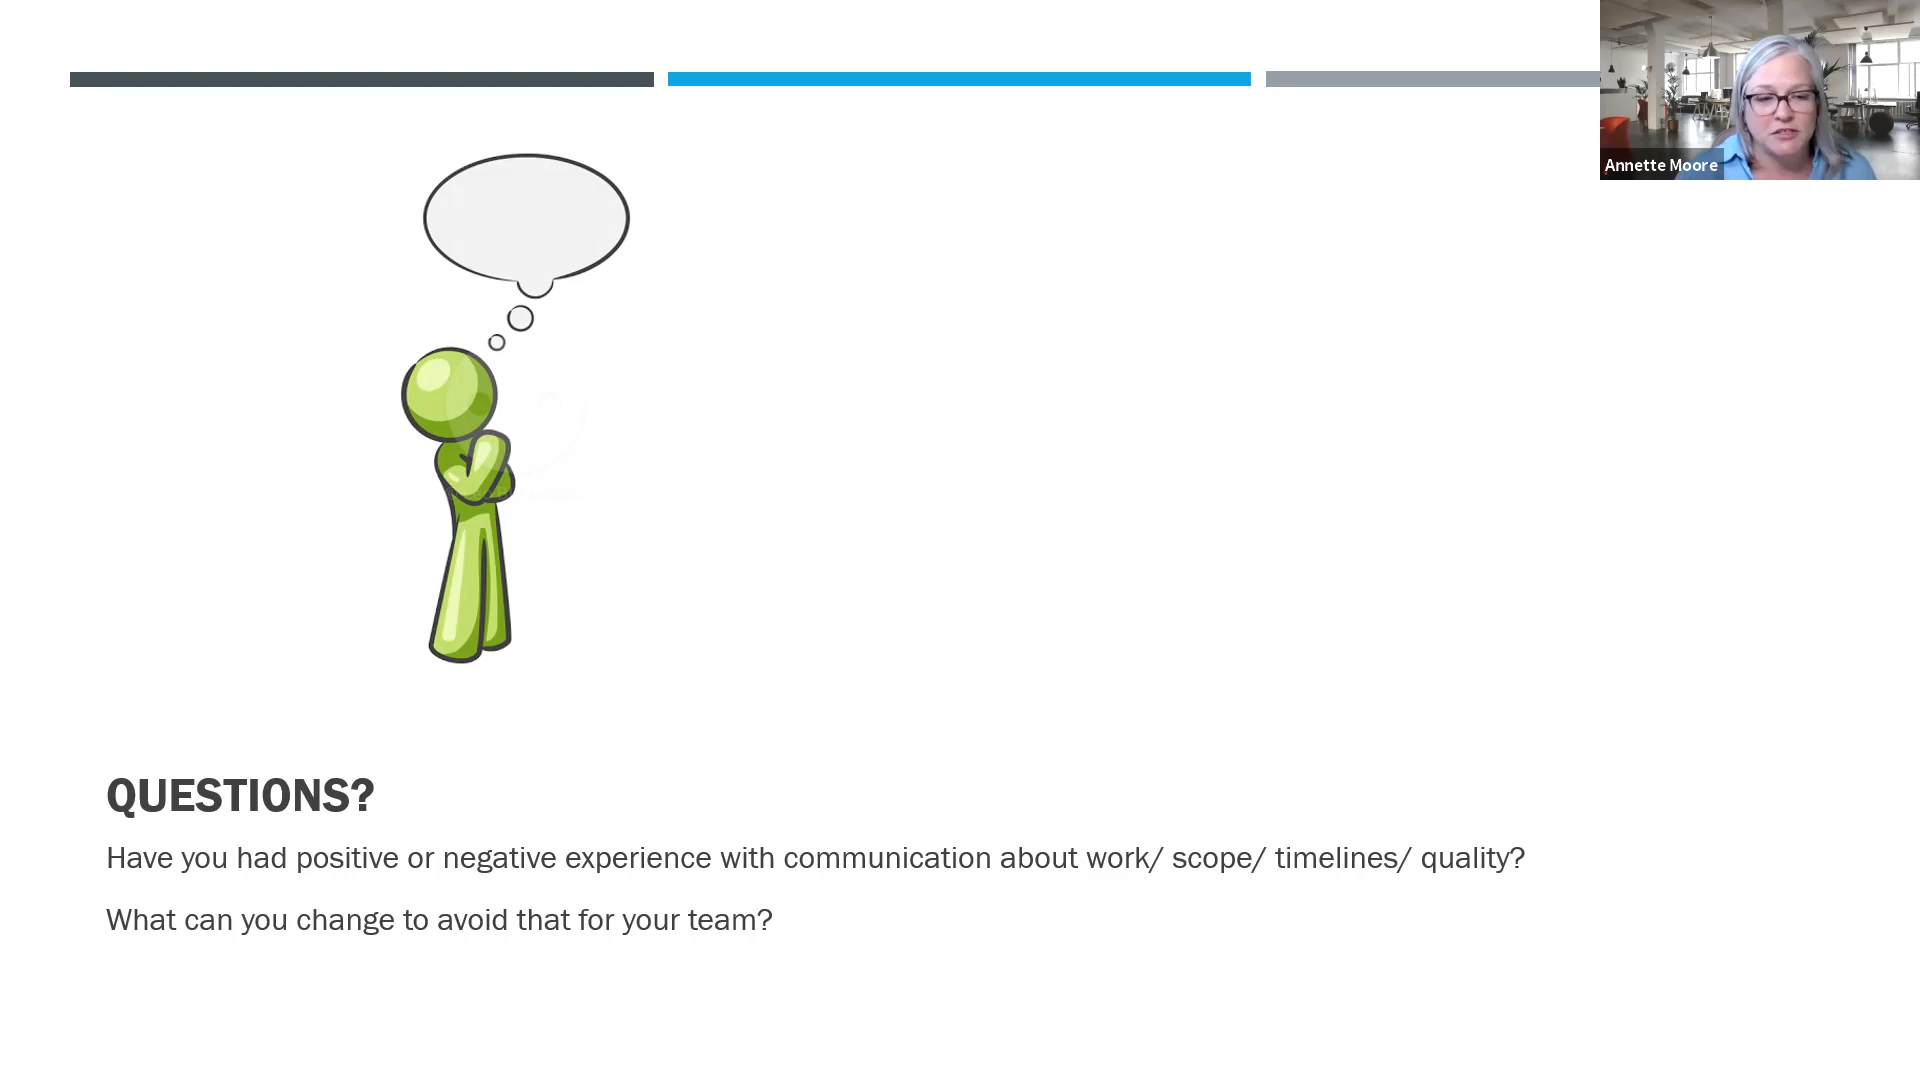 Annette Moore
QUESTIONS?
Have you had positive or negative experience with communication about work/ scope/ timelines/ quality?
What can you change to avoid that for your team?